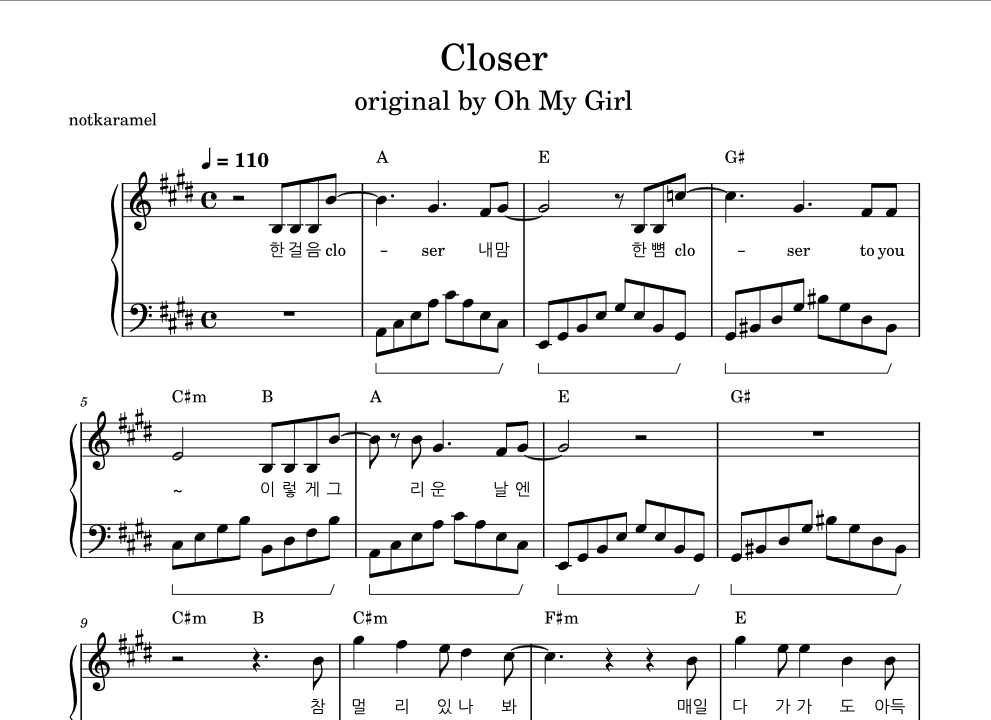 Closer
original by Oh My Girl
notkaramel
♩ = 110
A E G♯
한 걸 음 clo - ser 내 맘 한 뼘 clo - ser to you
5
C♯m B A E G♯
~ 이 렇 게 그 리 운 날 엔
9
C♯m B C♯m F♯m E
참 멀 리 있 나 봐 매일 다 가 가 도 아득